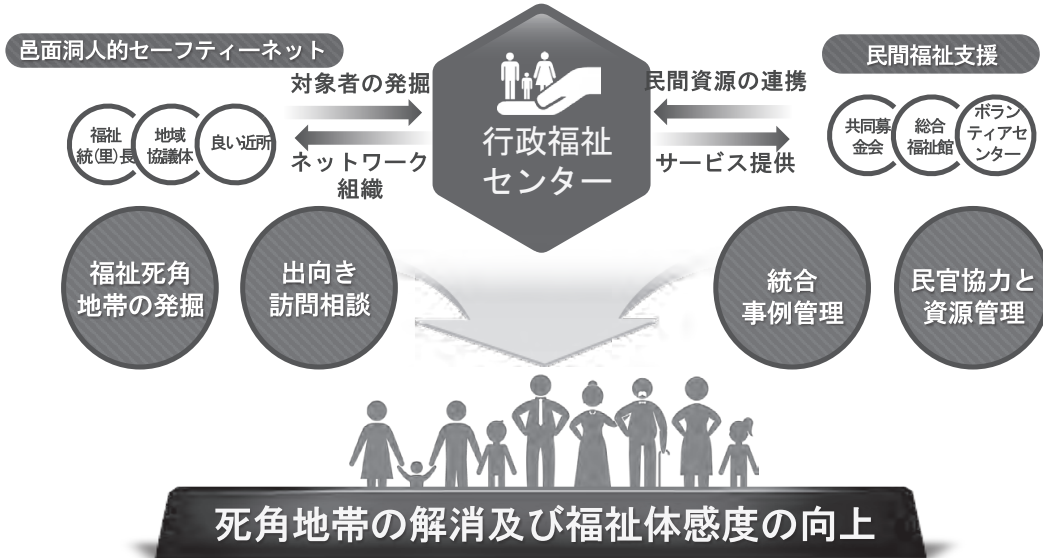 邑面洞人的セーフティーネット
対象者の発掘
福祉
統(里)長
地域
協議体
良い近所
ネットワーク
組織
行政福祉
センター
民間資源の連携
サービス提供
民間福祉支援
共同募
金会
総合
福祉館
ボラン
ティアセ
ンター
福祉死角
地帯の発掘
出向き
訪問相談
統合
事例管理
民官協力と
資源管理
死角地帯の解消及び福祉体感度の向上